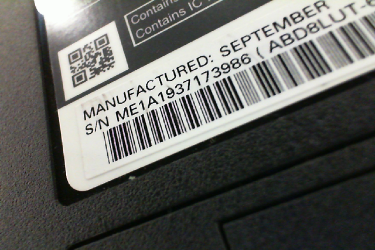 Contains
Contains IC:
MANUFACTURED: SEPTEMBER
S/N ME1A1937173986 ( ABD8LUT-